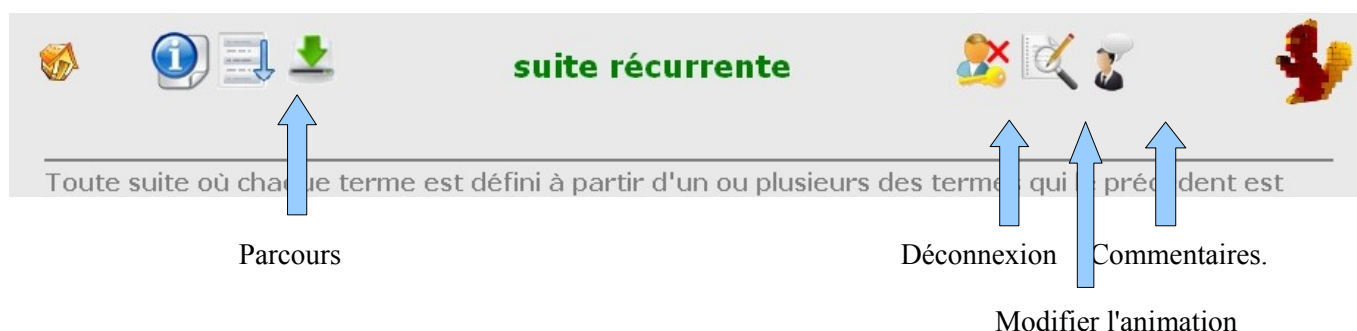 suite récurrente
Toute suite où chaque terme est défini à partir d'un ou plusieurs des termes qui le précèdent est
Parcours
Déconnexion
Commentaires.
Modifier l'animation